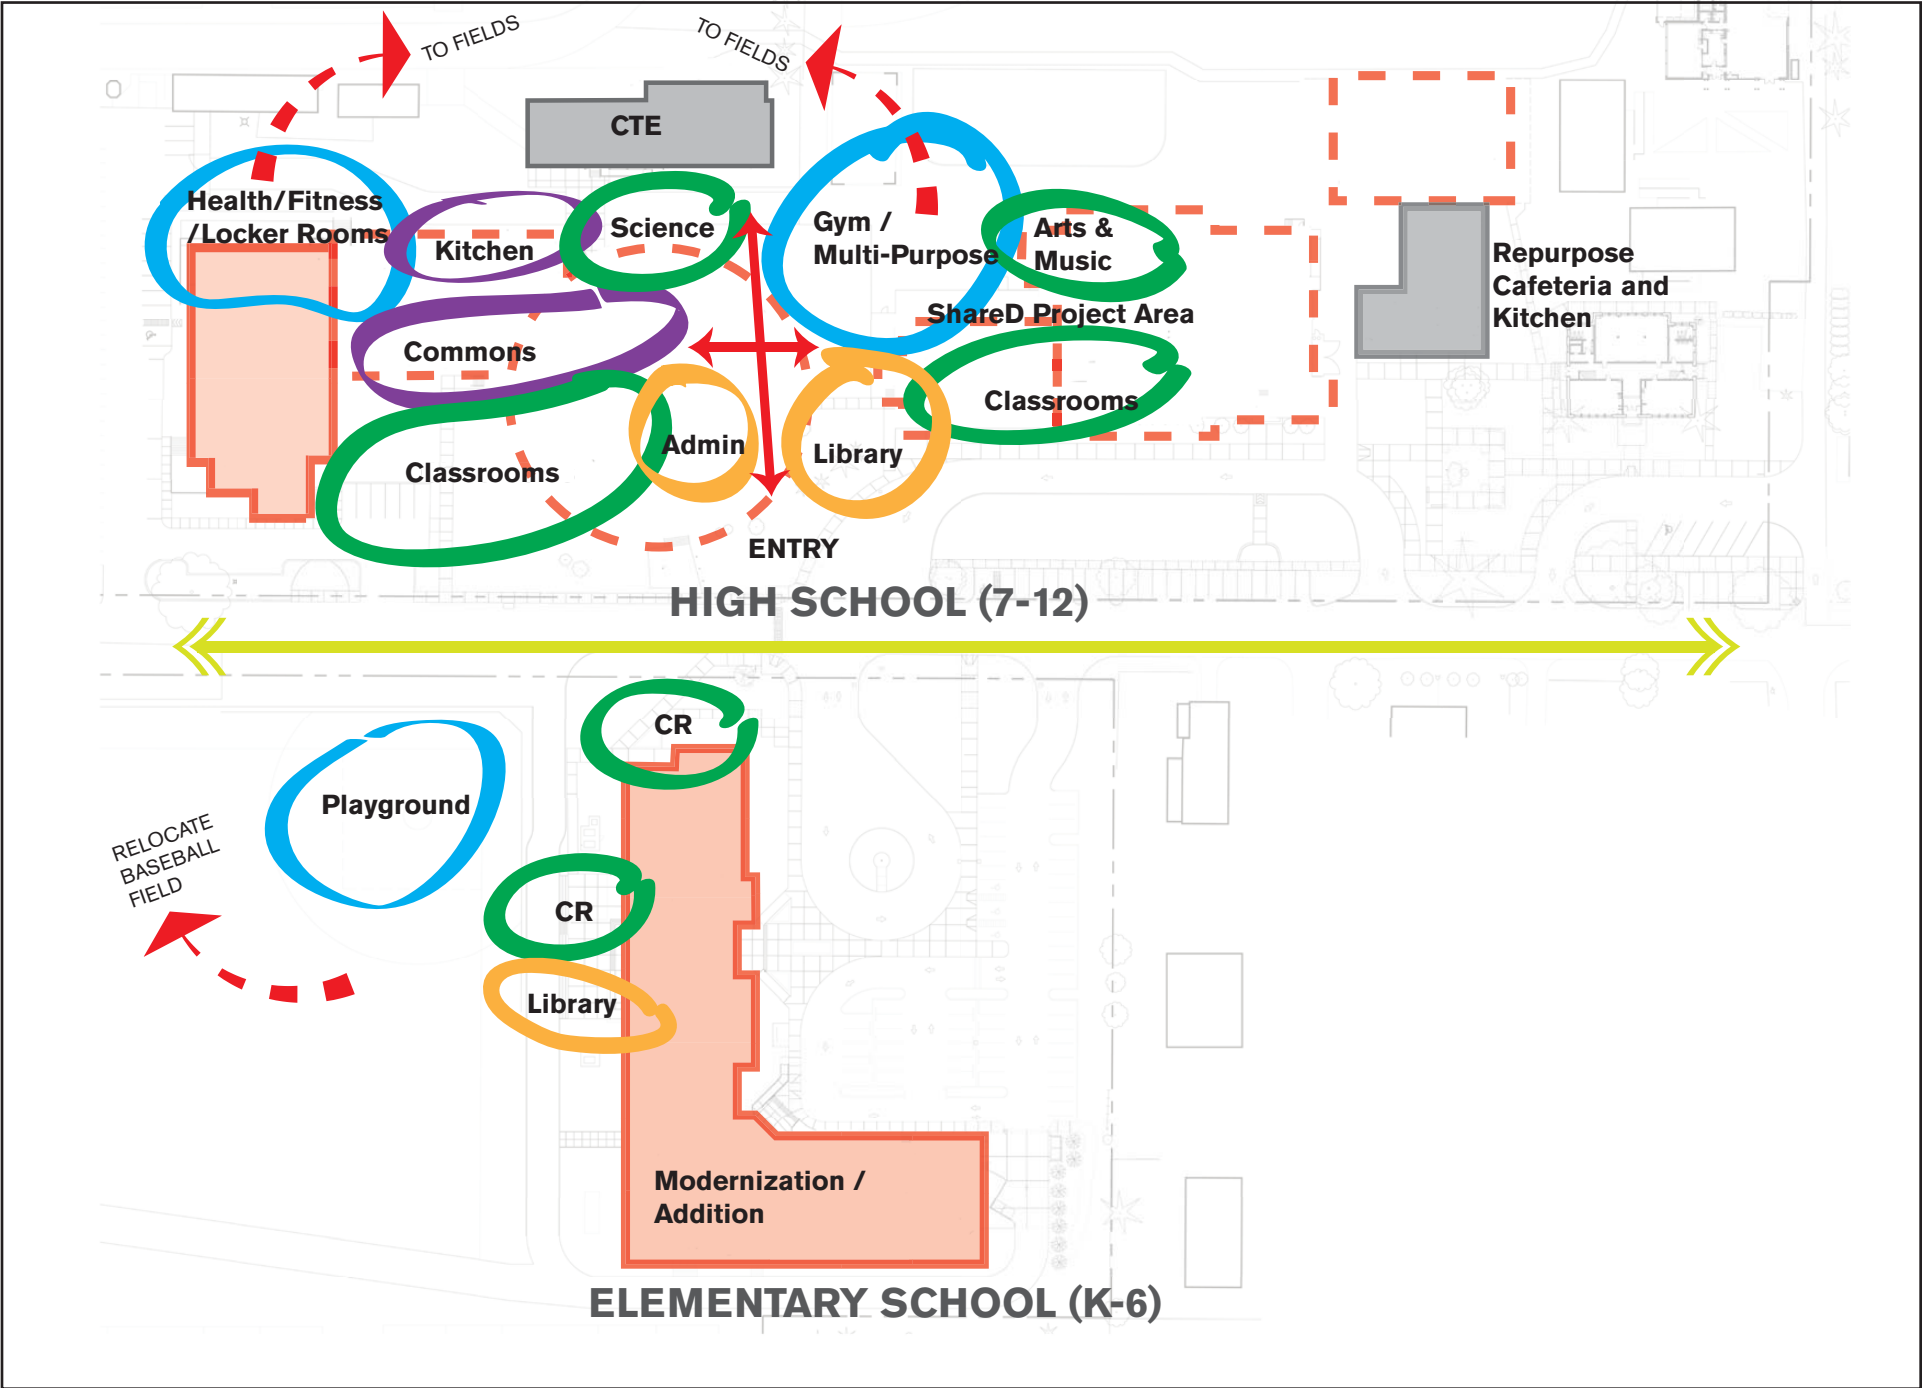 TO FIELDS
TO FIELDS
CTE
Health/Fitness
/Locker Rooms
Kitchen
Science
Gym /
Multi-Purpose
Arts &
Music
Repurpose
Cafeteria and
Kitchen
ShareD Project Area
Commons
Classrooms
Admin
Library
Classrooms
ENTRY
HIGH SCHOOL (7-12)
CR
Playground
RELOCATE
BASEBALL
FIELD
CR
Library
Modernization /
Addition
ELEMENTARY SCHOOL (K-6)